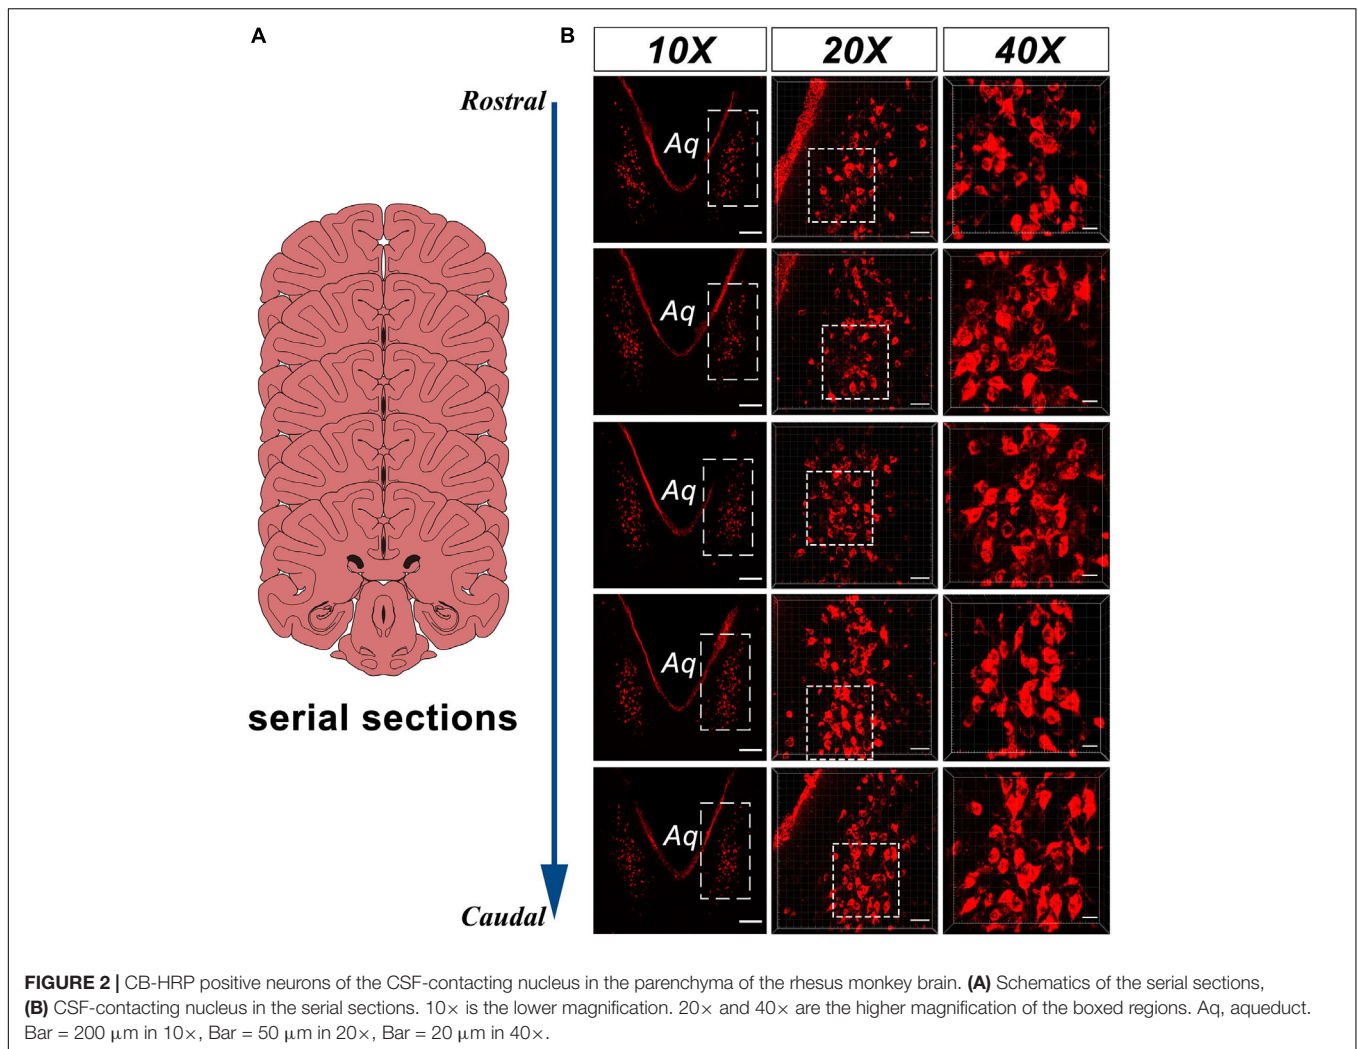 A
B
10X
20X
40X
Rostral
Aq
Aq
Aq
Aq
Aq
serial sections
Caudal
FIGURE 2 | CB-HRP positive neurons of the CSF-contacting nucleus in the parenchyma of the rhesus monkey brain. (A) Schematics of the serial sections,
(B) CSF-contacting nucleus in the serial sections. 10× is the lower magnification. 20× and 40× are the higher magnification of the boxed regions. Aq, aqueduct.
Bar = 200 μm in 10×, Bar = 50 μm in 20×, Bar = 20 μm in 40×.